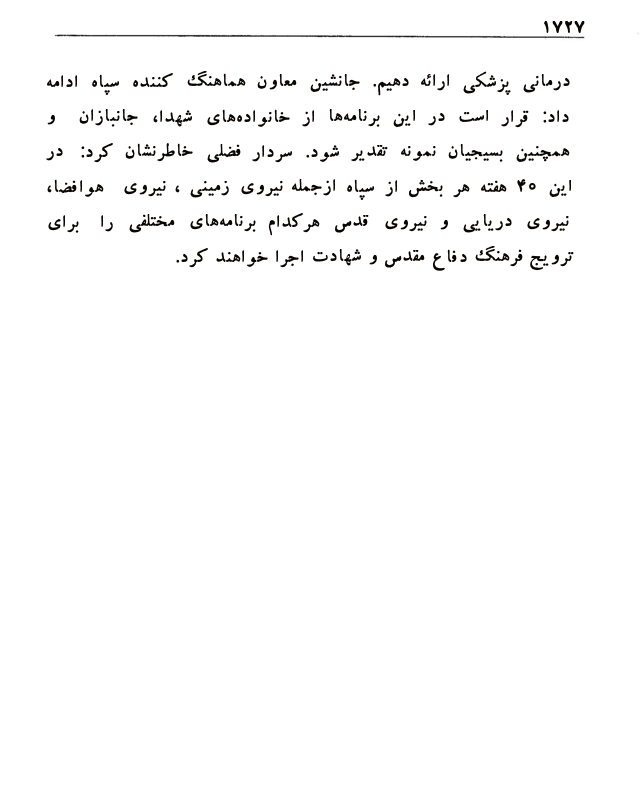 ۱۷۲۷
درمانی پزشکی ارائه دهیم. جانشین معاون هماهنگ کننده سپاه ادامه
داد: قرار است در این برنامه‌ها از خانواده‌های شهدا، جانبازان و
همچنین بسیجیان نمونه تقدیر شود. سردار فضلی خاطرنشان کرد: در
این ۴۰ هفته هر بخش از سپاه ازجمله نیروی زمینی ، نیروی هوافضا،
نیروی دریایی و نیروی قدس هرکدام برنامه‌های مختلفی را برای
ترویج فرهنگ دفاع مقدس و شهادت اجرا خواهند کرد.